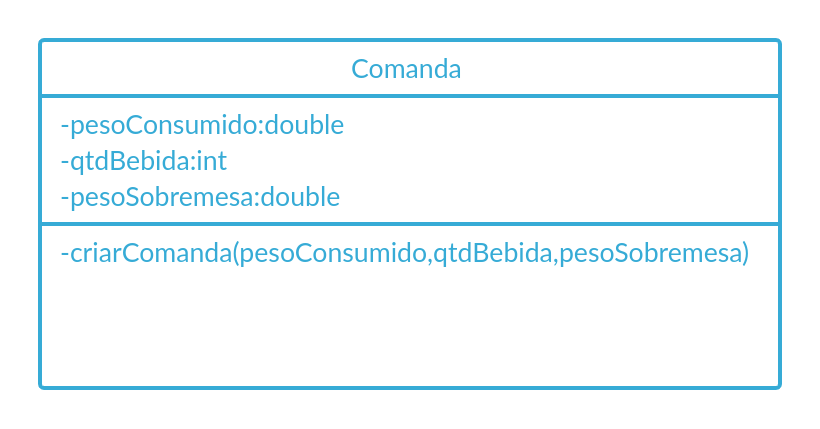 Comanda
-pesoConsumido:double
-qtdBebida:int
-pesoSobremesa:double
-criarComanda(pesoConsumido,qtdBebida,pesoSobremesa)